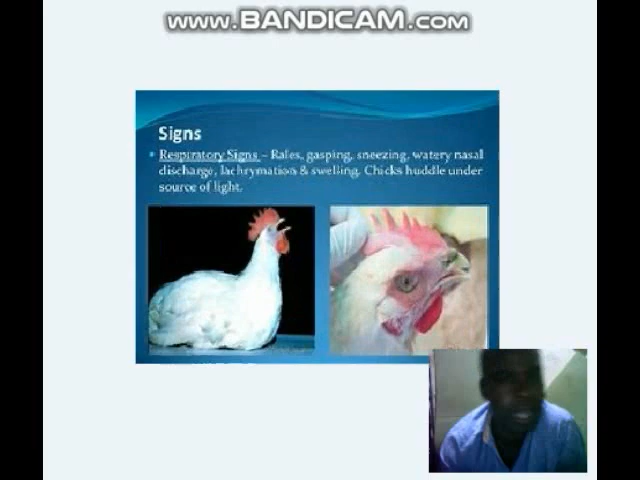 WWW.BANDICAM.COM
Signs
Respiratory Signs – Rales, gasping, sneezing, watery nasal
discharge, lachrymation & swelling. Chicks huddle under
source of light.